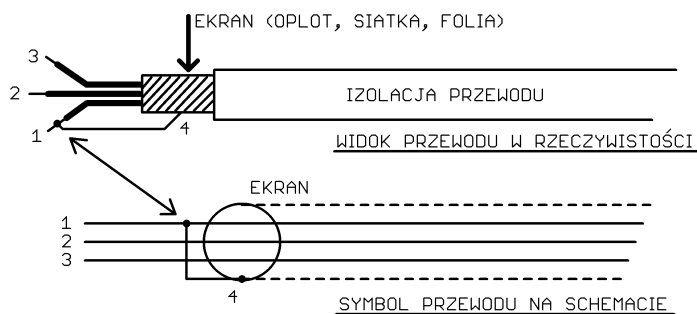 EKRAN (OPLOT, SIATKA, FOLIA)
3
2
IZOLACJA PRZEWODU
1
4
WIDOK PRZEWODU W RZECZYWISTOŚCI
EKRAN
1
2
3
4
SYMBOL PRZEWODU NA SCHEMACIE